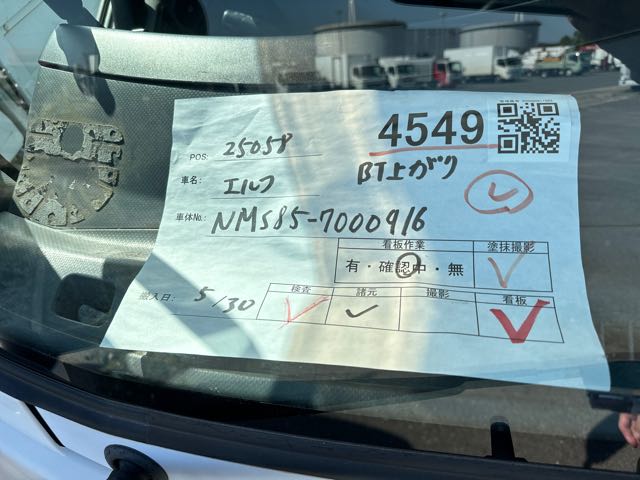 4549
POS: 25058
BT上がり
車名: エルフ
車体No.: NMS85-7000916
看板作業 塗抹撮影
有・確認中・無
搬入日: 5/30
検査 諸元 撮影 看板